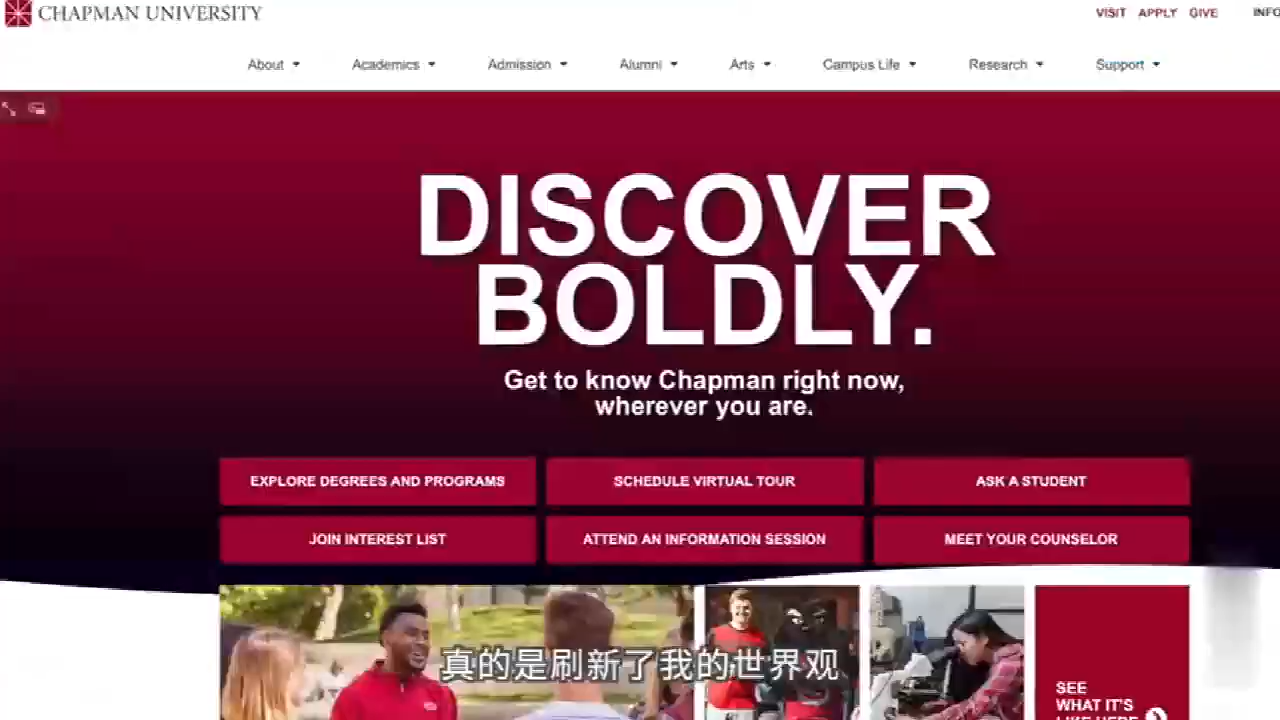 CHAPMAN UNIVERSITY
VISIT APPLY GIVE
About Academics Admission Alumni Arts Campus Life Research Support
DISCOVER
BOLDLY.
Get to know Chapman right now,
wherever you are.
EXPLORE DEGREES AND PROGRAMS SCHEDULE VIRTUAL TOUR ASK A STUDENT
JOIN INTEREST LIST ATTEND AN INFORMATION SESSION MEET YOUR COUNSELOR
真的是刷新了我的世界观
SEE
WHAT IT'S
LIKE HERE